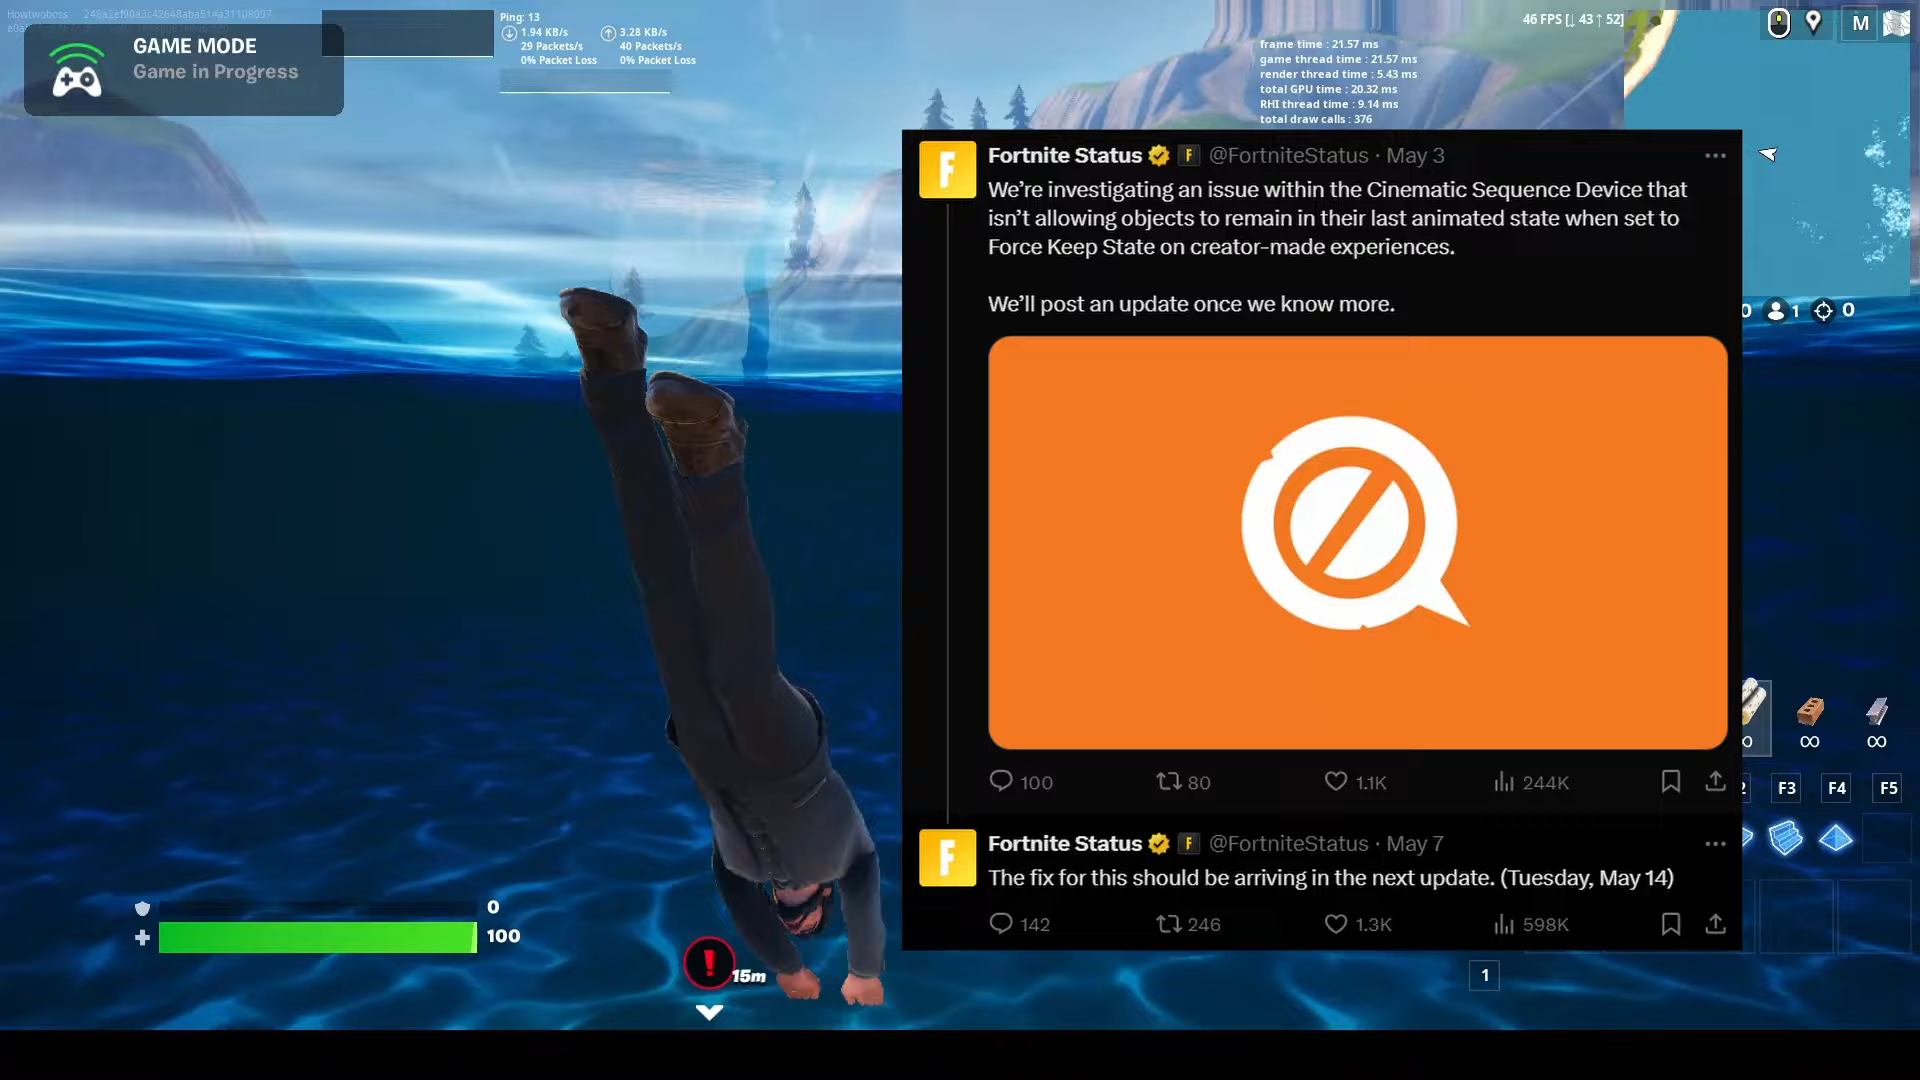 Howtwoboss
GAME MODE
Game in Progress
Ping: 13
1.94 KB/s 3.28 KB/s
29 Packets/s 40 Packets/s
0% Packet Loss 0% Packet Loss
46 FPS [↓ 43 ↑ 52]
frame time : 21.57 ms
game thread time : 21.57 ms
render thread time : 5.43 ms
total GPU time : 20.32 ms
RHI thread time : 9.14 ms
total draw calls : 376
M
Fortnite Status F @FortniteStatus · May 3
We’re investigating an issue within the Cinematic Sequence Device that
isn’t allowing objects to remain in their last animated state when set to
Force Keep State on creator-made experiences.
We’ll post an update once we know more.
100 80 1.1K 244K
Fortnite Status F @FortniteStatus · May 7
The fix for this should be arriving in the next update. (Tuesday, May 14)
142 246 1.3K 598K
0 1 0
∞ ∞ ∞
2 F3 F4 F5
0
100
15m
1